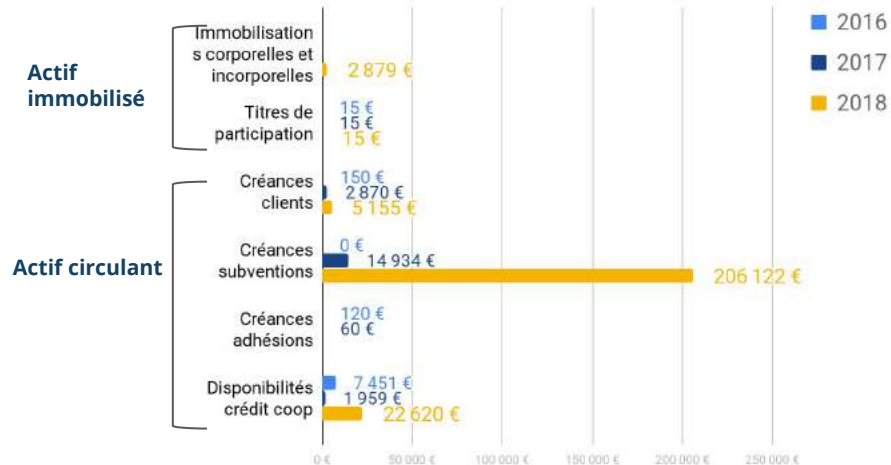 Immobilisation
s corporelles et
incorporelles
2 879 €
2016
2017
2018
Actif
immobilisé
Titres de
participation
15 €
15 €
15 €
Créances
clients
150 €
2 870 €
5 155 €
Actif circulant
Créances
subventions
0 €
14 934 €
206 122 €
Créances
adhésions
120 €
60 €
Disponibilités
crédit coop
7 451 €
1 959 €
22 620 €
0 €
50 000 €
100 000 €
150 000 €
200 000 €
250 000 €